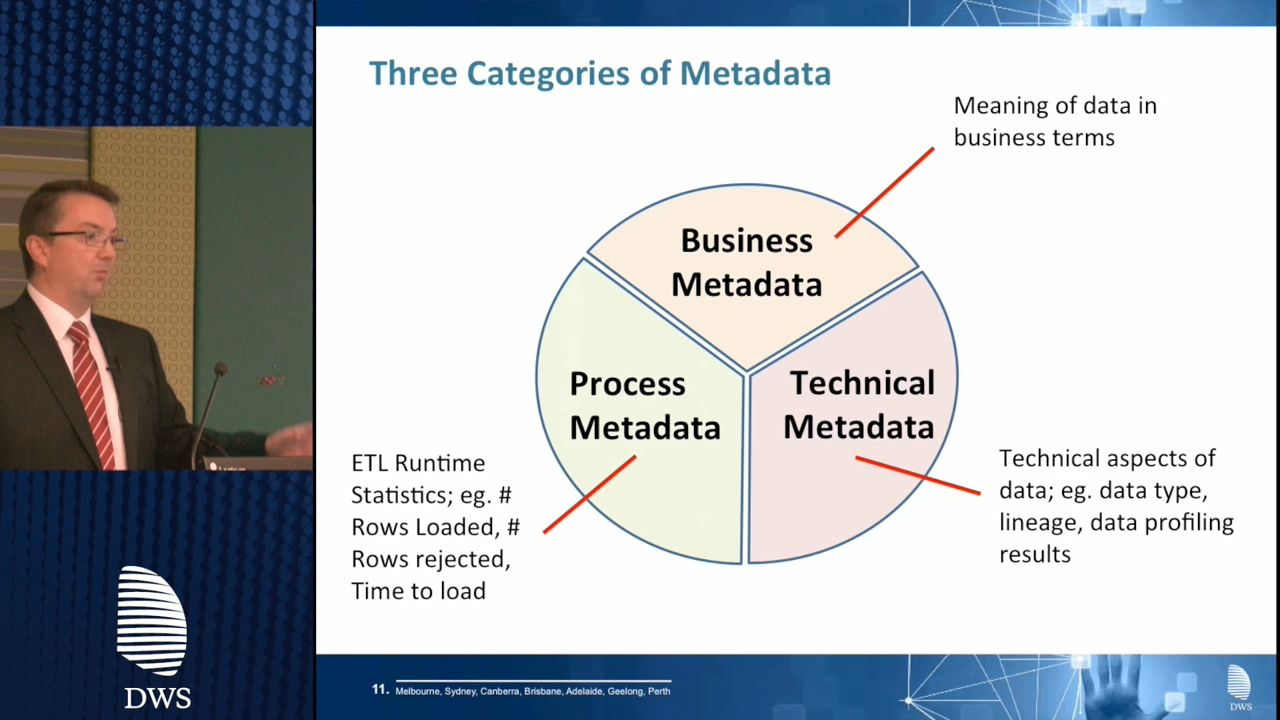 Three Categories of Metadata
Meaning of data in
business terms
Business
Metadata
Process
Metadata
Technical
Metadata
ETL Runtime
Statistics; eg. #
Rows Loaded, #
Rows rejected,
Time to load
Technical aspects of
data; eg. data type,
lineage, data profiling
results
DWS
11. Melbourne, Sydney, Canberra, Brisbane, Adelaide, Geelong, Perth
DWS